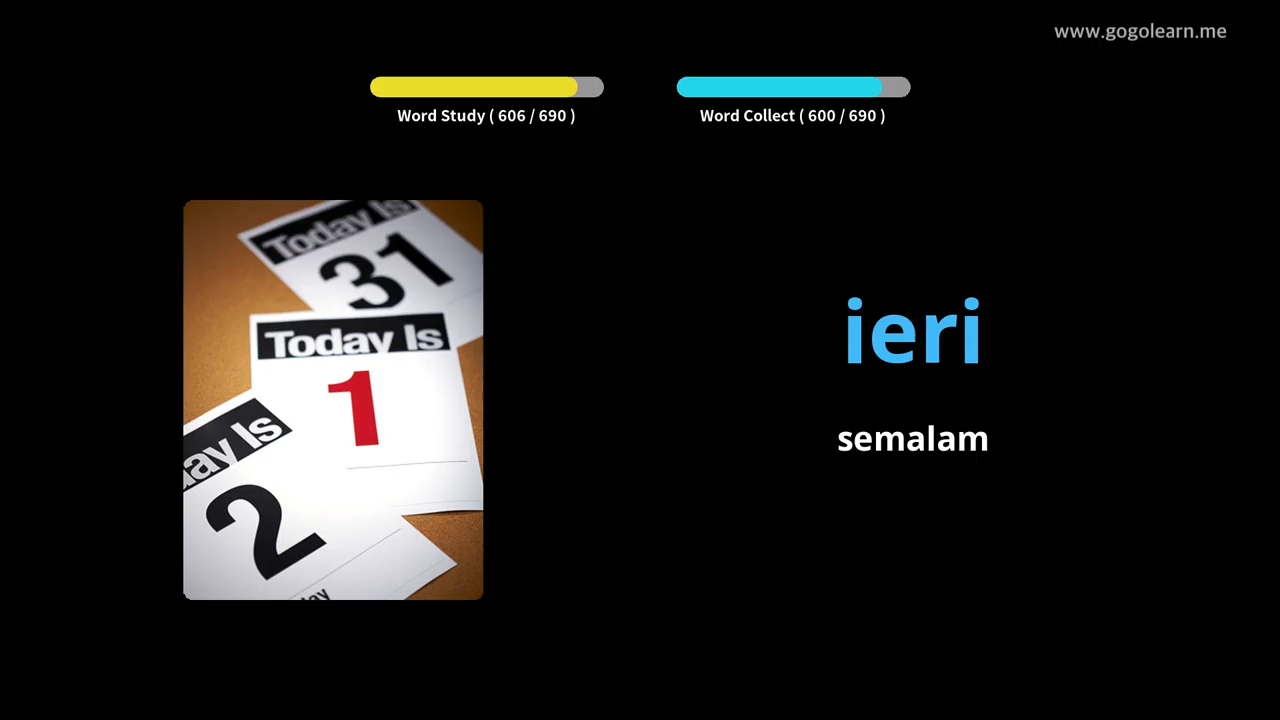 www.gogolearn.me
Word Study ( 606 / 690 )
Word Collect ( 600 / 690 )
Today Is
31
Today Is
1
ay Is
2
ay
ieri
semalam